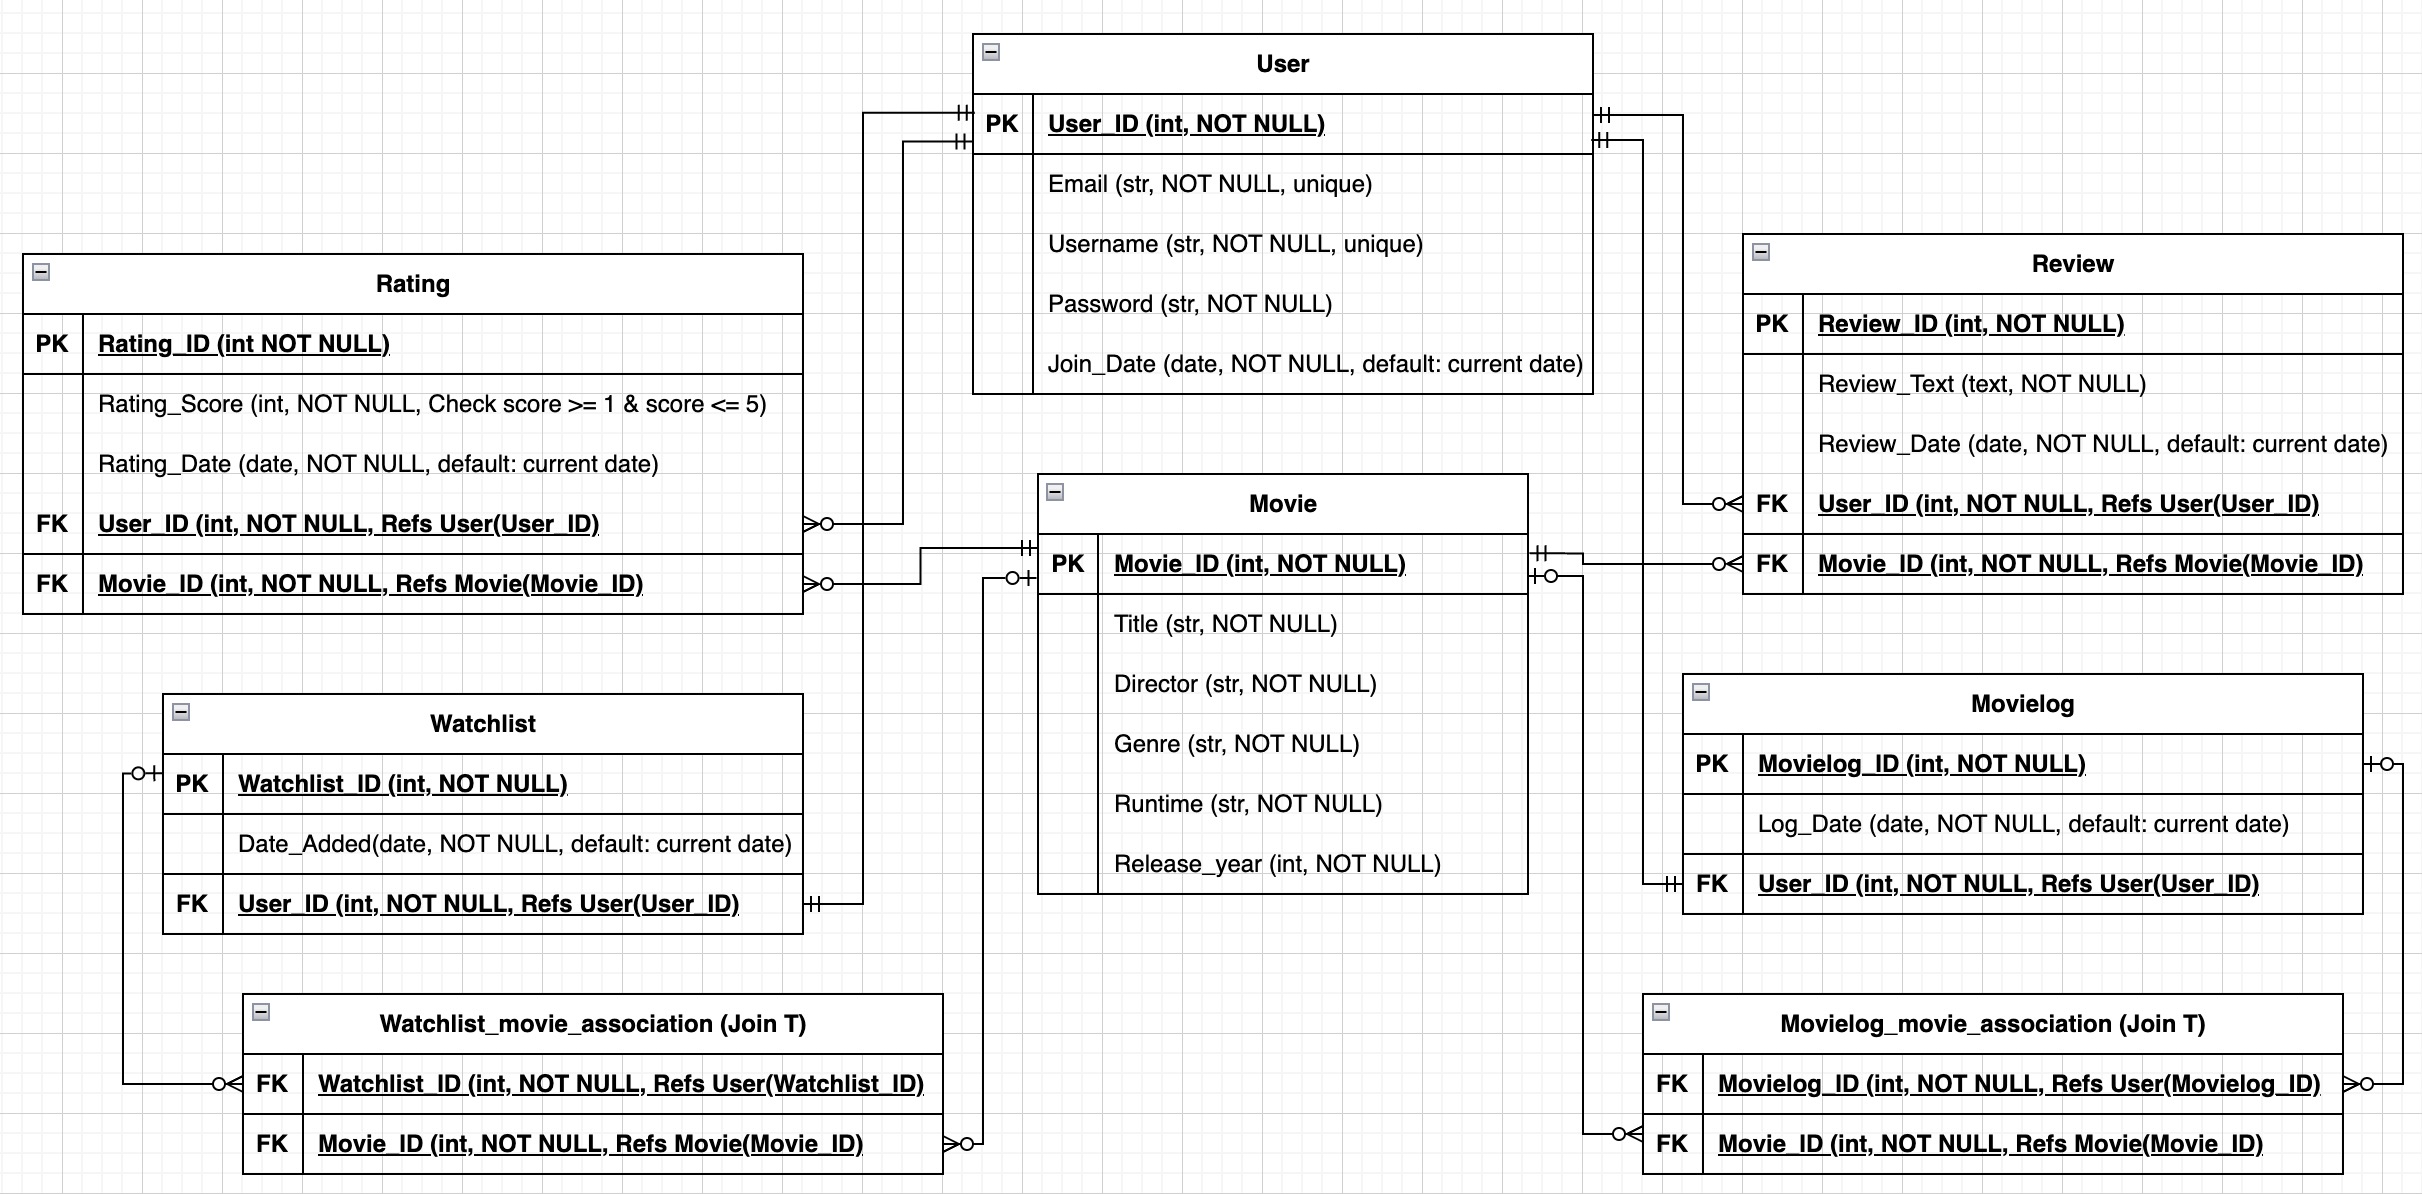 User
PK User_ID (int, NOT NULL)
Email (str, NOT NULL, unique)
Username (str, NOT NULL, unique)
Password (str, NOT NULL)
Join_Date (date, NOT NULL, default: current date)
Rating
PK Rating_ID (int NOT NULL)
Rating_Score (int, NOT NULL, Check score >= 1 & score <= 5)
Rating_Date (date, NOT NULL, default: current date)
FK User_ID (int, NOT NULL, Refs User(User_ID)
FK Movie_ID (int, NOT NULL, Refs Movie(Movie_ID)
Review
PK Review_ID (int, NOT NULL)
Review_Text (text, NOT NULL)
Review_Date (date, NOT NULL, default: current date)
FK User_ID (int, NOT NULL, Refs User(User_ID)
FK Movie_ID (int, NOT NULL, Refs Movie(Movie_ID)
Movie
PK Movie_ID (int, NOT NULL)
Title (str, NOT NULL)
Director (str, NOT NULL)
Genre (str, NOT NULL)
Runtime (str, NOT NULL)
Release_year (int, NOT NULL)
Watchlist
PK Watchlist_ID (int, NOT NULL)
Date_Added(date, NOT NULL, default: current date)
FK User_ID (int, NOT NULL, Refs User(User_ID)
Movielog
PK Movielog_ID (int, NOT NULL)
Log_Date (date, NOT NULL, default: current date)
FK User_ID (int, NOT NULL, Refs User(User_ID)
Watchlist_movie_association (Join T)
FK Watchlist_ID (int, NOT NULL, Refs User(Watchlist_ID)
FK Movie_ID (int, NOT NULL, Refs Movie(Movie_ID)
Movielog_movie_association (Join T)
FK Movielog_ID (int, NOT NULL, Refs User(Movielog_ID)
FK Movie_ID (int, NOT NULL, Refs Movie(Movie_ID)